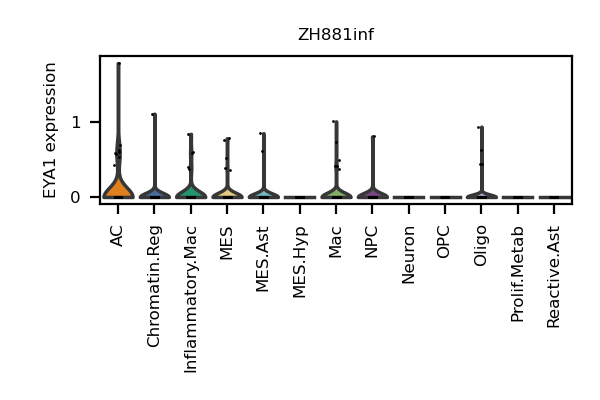 ZH881inf
EYA1 expression
1
0
AC
Chromatin.Reg
Inflammatory.Mac
MES
MES.Ast
MES.Hyp
Mac
NPC
Neuron
OPC
Oligo
Prolif.Metab
Reactive.Ast